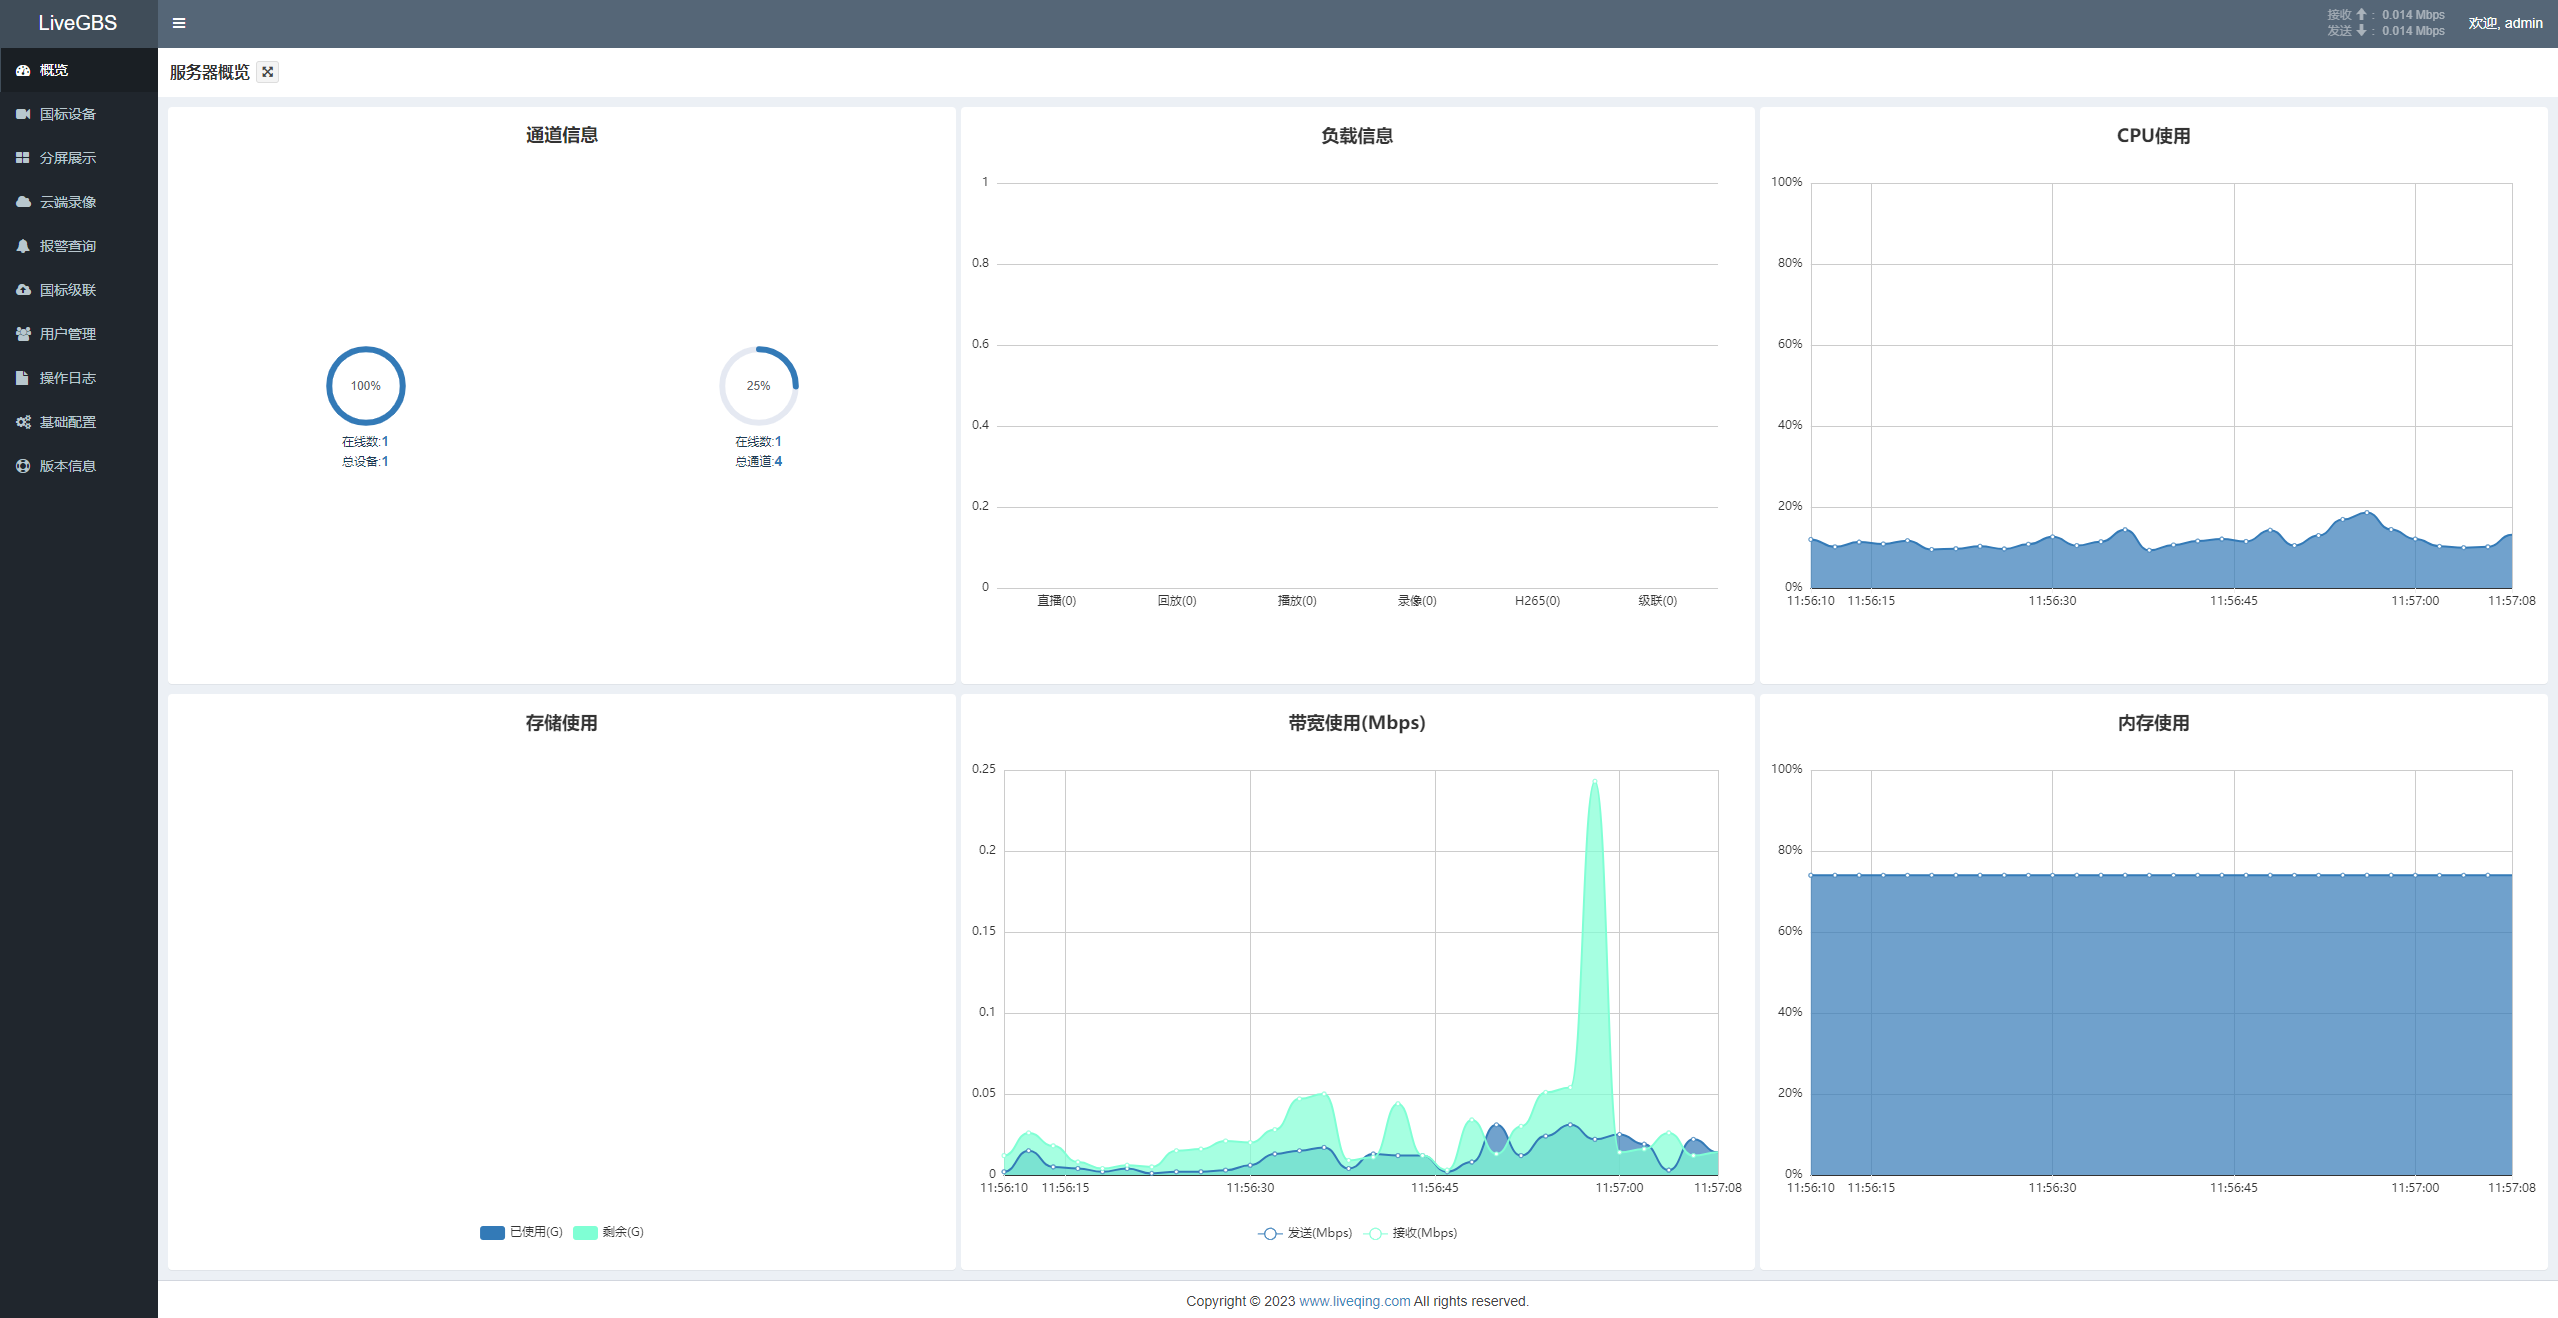 LiveGBS
接收 : 0.014 Mbps
发送 : 0.014 Mbps
欢迎, admin
概览
国标设备
分屏展示
云端录像
报警查询
国标级联
用户管理
操作日志
基础配置
版本信息
服务器概览
通道信息
100%
在线数:1
总设备:1
25%
在线数:1
总通道:4
负载信息
1
0.8
0.6
0.4
0.2
0
直播(0) 回放(0) 播放(0) 录像(0) H265(0) 级联(0)
CPU使用
100%
80%
60%
40%
20%
0%
11:56:10 11:56:15 11:56:30 11:56:45 11:57:00 11:57:08
存储使用
已使用(G) 剩余(G)
带宽使用(Mbps)
0.25
0.2
0.15
0.1
0.05
0
11:56:10 11:56:15 11:56:30 11:56:45 11:57:00 11:57:08
发送(Mbps) 接收(Mbps)
内存使用
100%
80%
60%
40%
20%
0%
11:56:10 11:56:15 11:56:30 11:56:45 11:57:00 11:57:08
Copyright © 2023 www.liveqing.com All rights reserved.